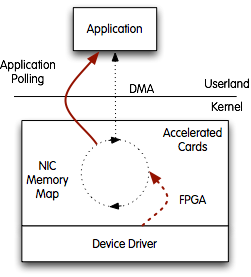 Application
Application
Polling
DMA
Userland
Kernel
Accelerated
Cards
NIC
Memory
Map
FPGA
Device Driver